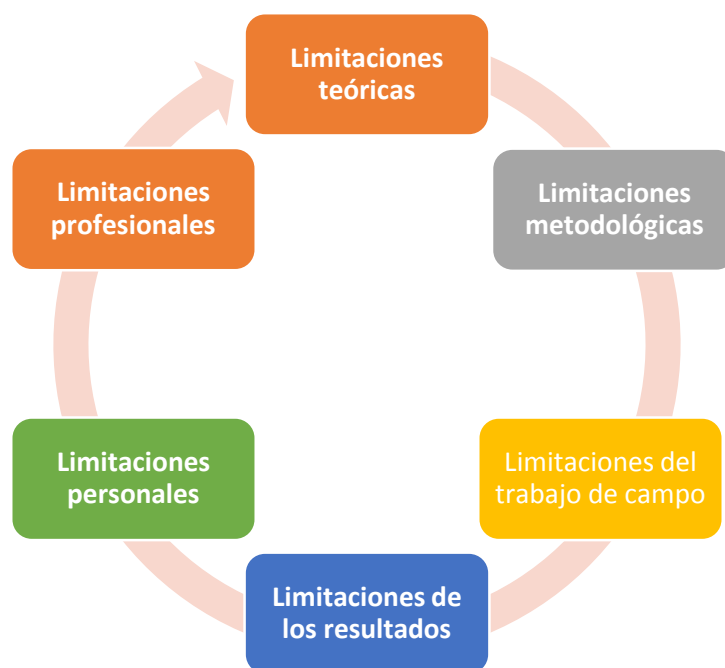 Limitaciones
teóricas
Limitaciones
metodológicas
Limitaciones del
trabajo de campo
Limitaciones de
los resultados
Limitaciones
personales
Limitaciones
profesionales